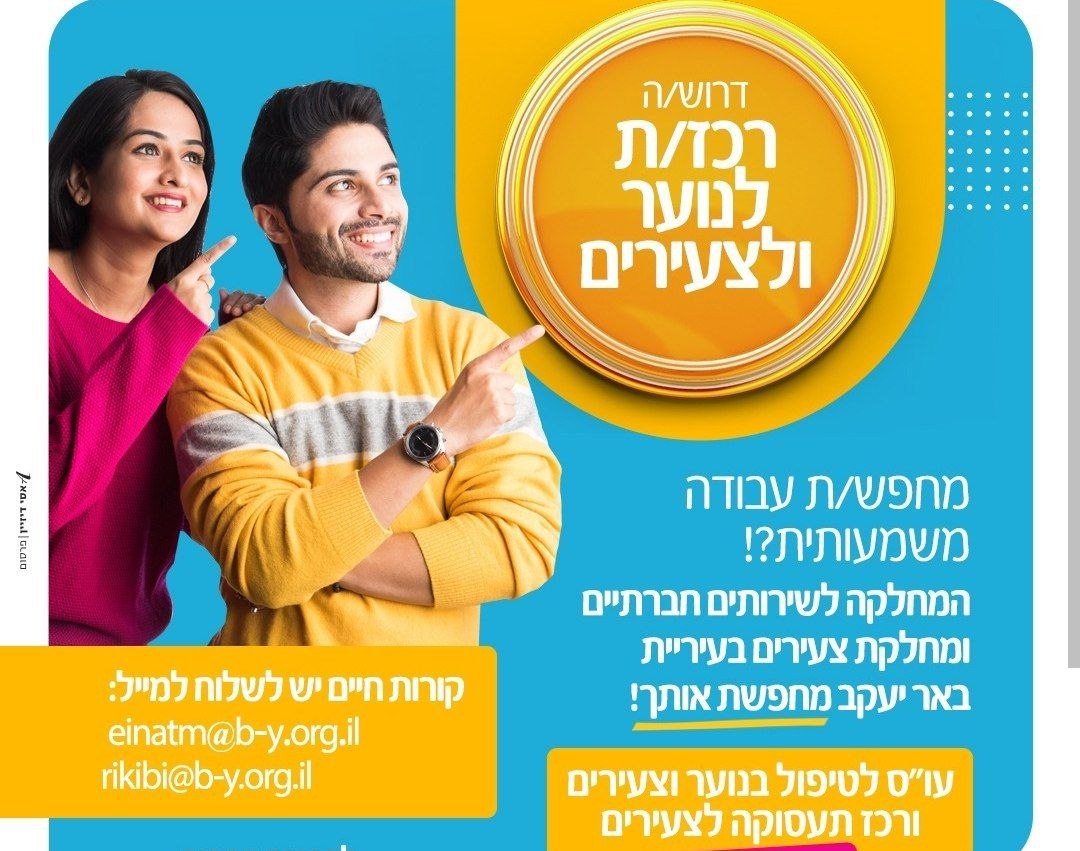 דרוש/ה
רכז/ת
לנוער
ולצעירים
מחפש/ת עבודה
משמעותית?!
המחלקה לשירותים חברתיים
ומחלקת צעירים בעיריית
באר יעקב מחפשת אותך!
קורות חיים יש לשלוח למייל:
einatm@b-y.org.il
rikibi@b-y.org.il
עו"ס לטיפול בנוער וצעירים
ורכז תעסוקה לצעירים